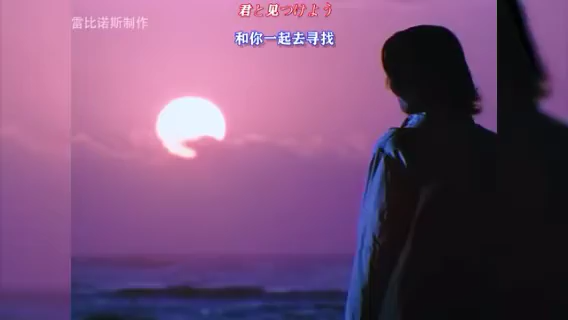 君と見つけよう
雷比诺斯制作
和你一起去寻找